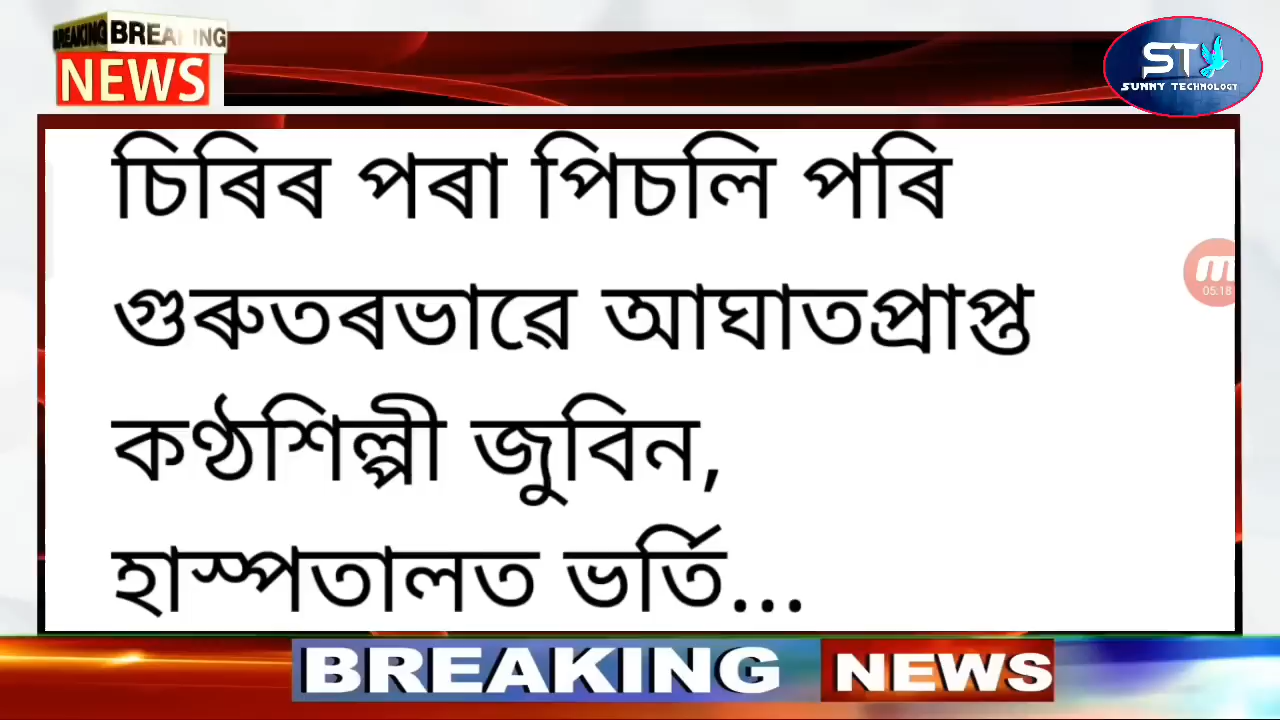 BREAKING BREAKING
NEWS
ST
SUNNY TECHNOLOGY
চিৰিৰ পৰা পিচলি পৰি
গুৰুতৰভাৱে আঘাতপ্ৰাপ্ত
কণ্ঠশিল্পী জুবিন,
হাস্পতালত ভৰ্তি...
05:18
BREAKING NEWS